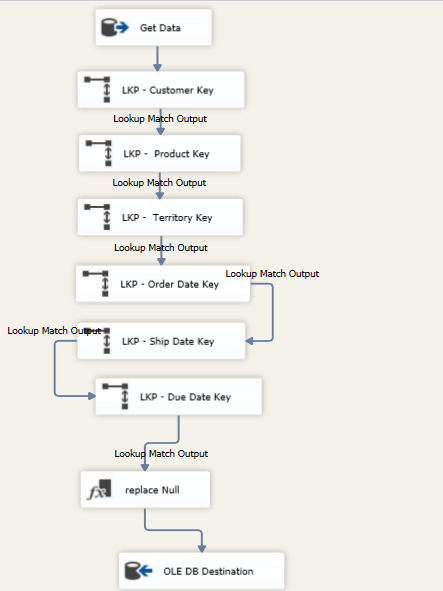 Get Data
LKP - Customer Key
Lookup Match Output
LKP - Product Key
Lookup Match Output
LKP - Territory Key
Lookup Match Output
Lookup Match Output
LKP - Order Date Key
Lookup Match Output
LKP - Ship Date Key
LKP - Due Date Key
Lookup Match Output
fx
replace Null
OLE DB Destination